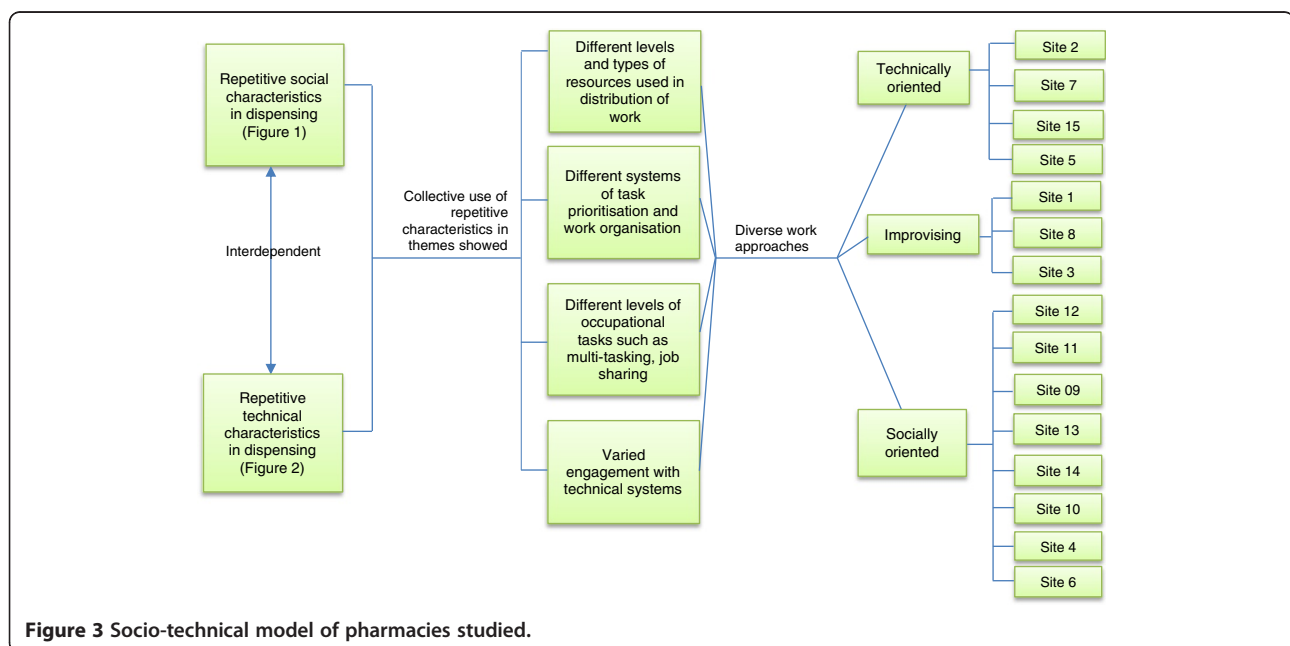 Repetitive social
characteristics
in dispensing
(Figure 1)
Interdependent
Repetitive
technical
characteristics
in dispensing
(Figure 2)
Collective use of
repetitive
characteristics in
themes showed
Different levels
and types of
resources used in
distribution of
work
Different systems
of task
prioritisation and
work organisation
Different levels of
occupational
tasks such as
multi-tasking, job
sharing
Varied
engagement with
technical systems
Diverse work
approaches
Technically
oriented
Site 2
Site 7
Site 15
Site 5
Improvising
Site 1
Site 8
Site 3
Socially
oriented
Site 12
Site 11
Site 09
Site 13
Site 14
Site 10
Site 4
Site 6
Figure 3 Socio-technical model of pharmacies studied.